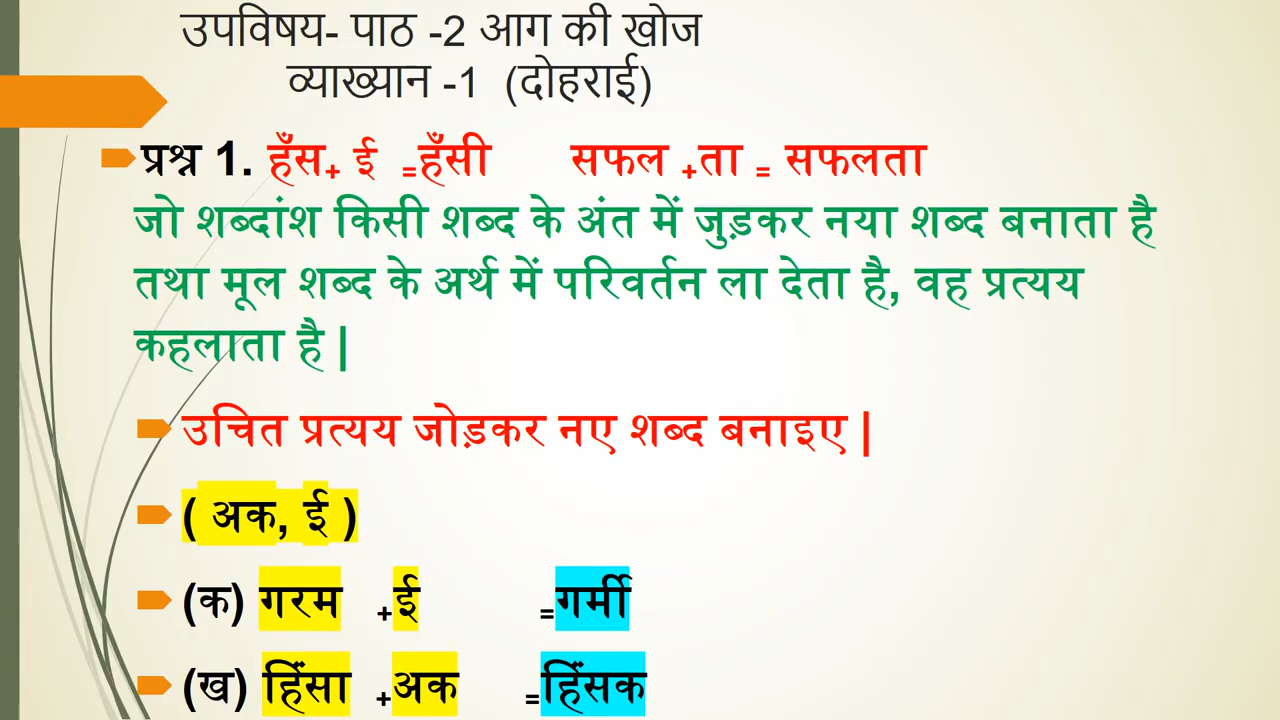 उपविषय- पाठ -2 आग की खोज
व्याख्यान -1 (दोहराई)
प्रश्न 1. हँस+ ई =हँसी सफल +ता = सफलता
जो शब्दांश किसी शब्द के अंत में जुड़कर नया शब्द बनाता है
तथा मूल शब्द के अर्थ में परिवर्तन ला देता है, वह प्रत्यय
कहलाता है|
उचित प्रत्यय जोड़कर नए शब्द बनाइए|
( अक, ई )
(क) गरम +ई =गर्मी
(ख) हिंसा +अक =हिंसक